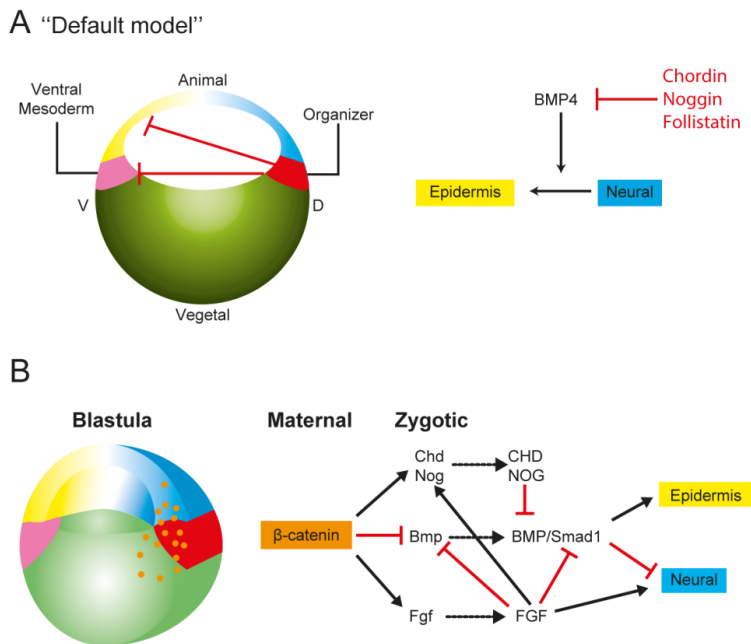 A “Default model”
Ventral
Mesoderm
Animal
Organizer
V
D
Vegetal
BMP4
Chordin
Noggin
Follistatin
Epidermis
Neural
B
Blastula
Maternal
Zygotic
β-catenin
Chd
Nog
CHD
NOG
Bmp
BMP/Smad1
Fgf
FGF
Epidermis
Neural